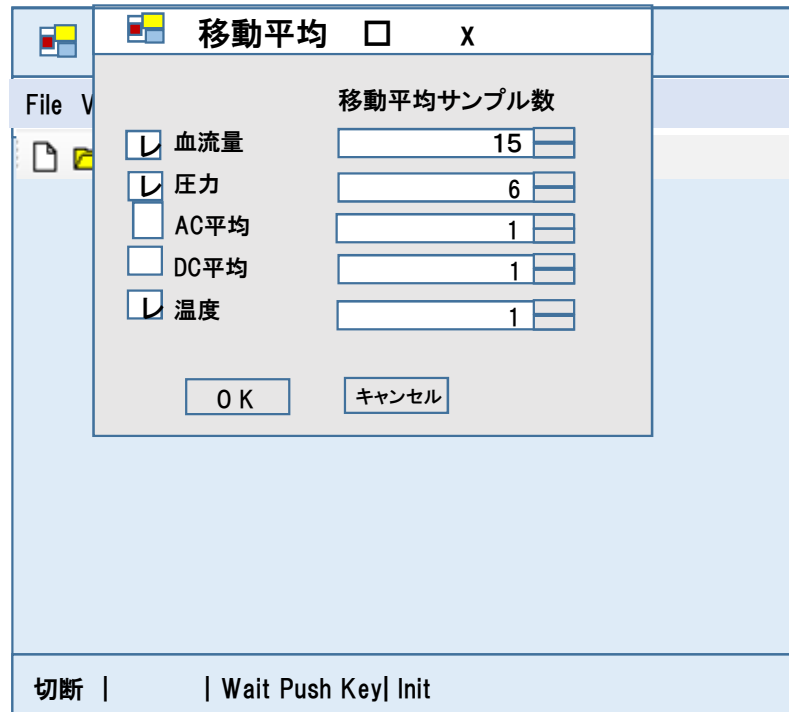 移動平均 □ x
File V
移動平均サンプル数
レ 血流量 15
レ 圧力 6
AC平均 1
DC平均 1
レ 温度 1
OK キャンセル
切断 | | Wait Push Key| Init